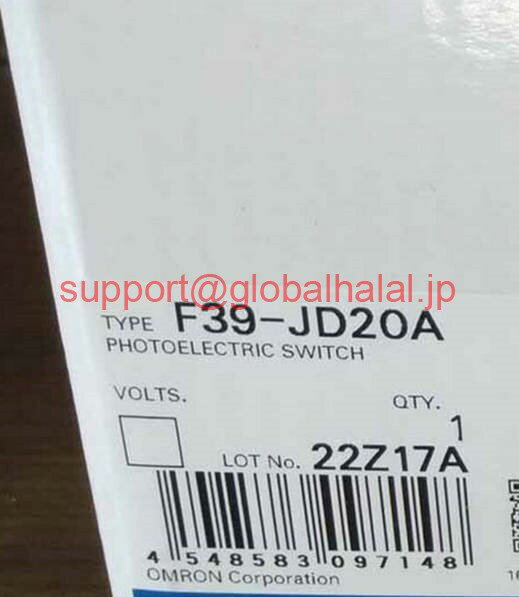 support@globalhalal.jp
TYPE F39-JD20A
PHOTOELECTRIC SWITCH
VOLTS.
QTY.
1
LOT No. 22Z17A
4 548583 097148
OMRON Corporation